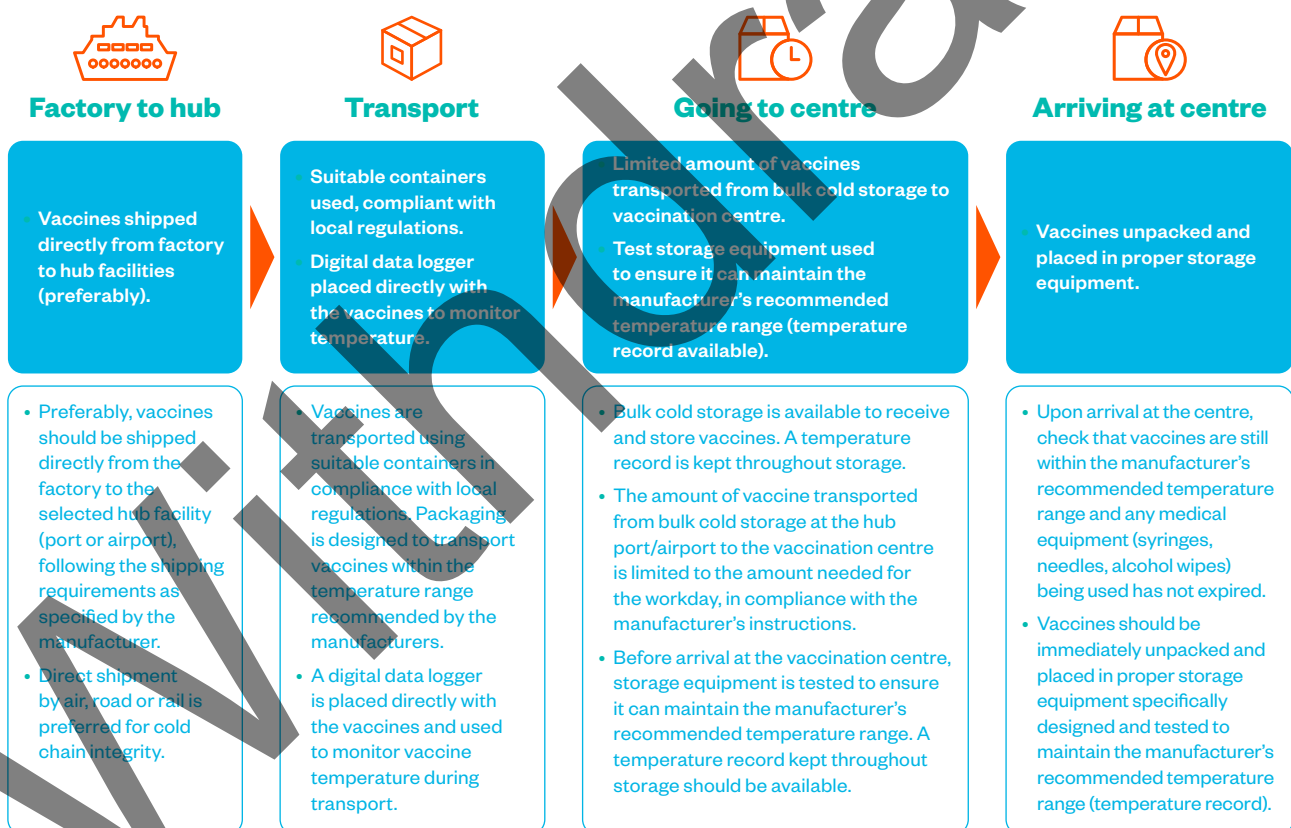 Factory to hub
• Vaccines shipped
directly from factory
to hub facilities
(preferably).
• Preferably, vaccines
should be shipped
directly from the
factory to the
selected hub facility
(port or airport),
following the shipping
requirements as
specified by the
manufacturer.
• Direct shipment
by air, road or rail is
preferred for cold
chain integrity.
Transport
• Suitable containers
used, compliant with
local regulations.
• Digital data logger
placed directly with
the vaccines to monitor
temperature.
• Vaccines are
transported using
suitable containers in
compliance with local
regulations. Packaging
is designed to transport
vaccines within the
temperature range
recommended by the
manufacturers.
• A digital data logger
is placed directly with
the vaccines and used
to monitor vaccine
temperature during
transport.
Going to centre
• Limited amount of vaccines
transported from bulk cold storage to
vaccination centre.
• Test storage equipment used
to ensure it can maintain the
manufacturer's recommended
temperature range (temperature
record available).
• Bulk cold storage is available to receive
and store vaccines. A temperature
record is kept throughout storage.
• The amount of vaccine transported
from bulk cold storage at the hub
port/airport to the vaccination centre
is limited to the amount needed for
the workday, in compliance with the
manufacturer's instructions.
• Before arrival at the vaccination centre,
storage equipment is tested to ensure
it can maintain the manufacturer's
recommended temperature range. A
temperature record kept throughout
storage should be available.
Arriving at centre
• Vaccines unpacked and
placed in proper storage
equipment.
• Upon arrival at the centre,
check that vaccines are still
within the manufacturer's
recommended temperature
range and any medical
equipment (syringes,
needles, alcohol wipes)
being used has not expired.
• Vaccines should be
immediately unpacked and
placed in proper storage
equipment specifically
designed and tested to
maintain the manufacturer's
recommended temperature
range (temperature record).
Withdra